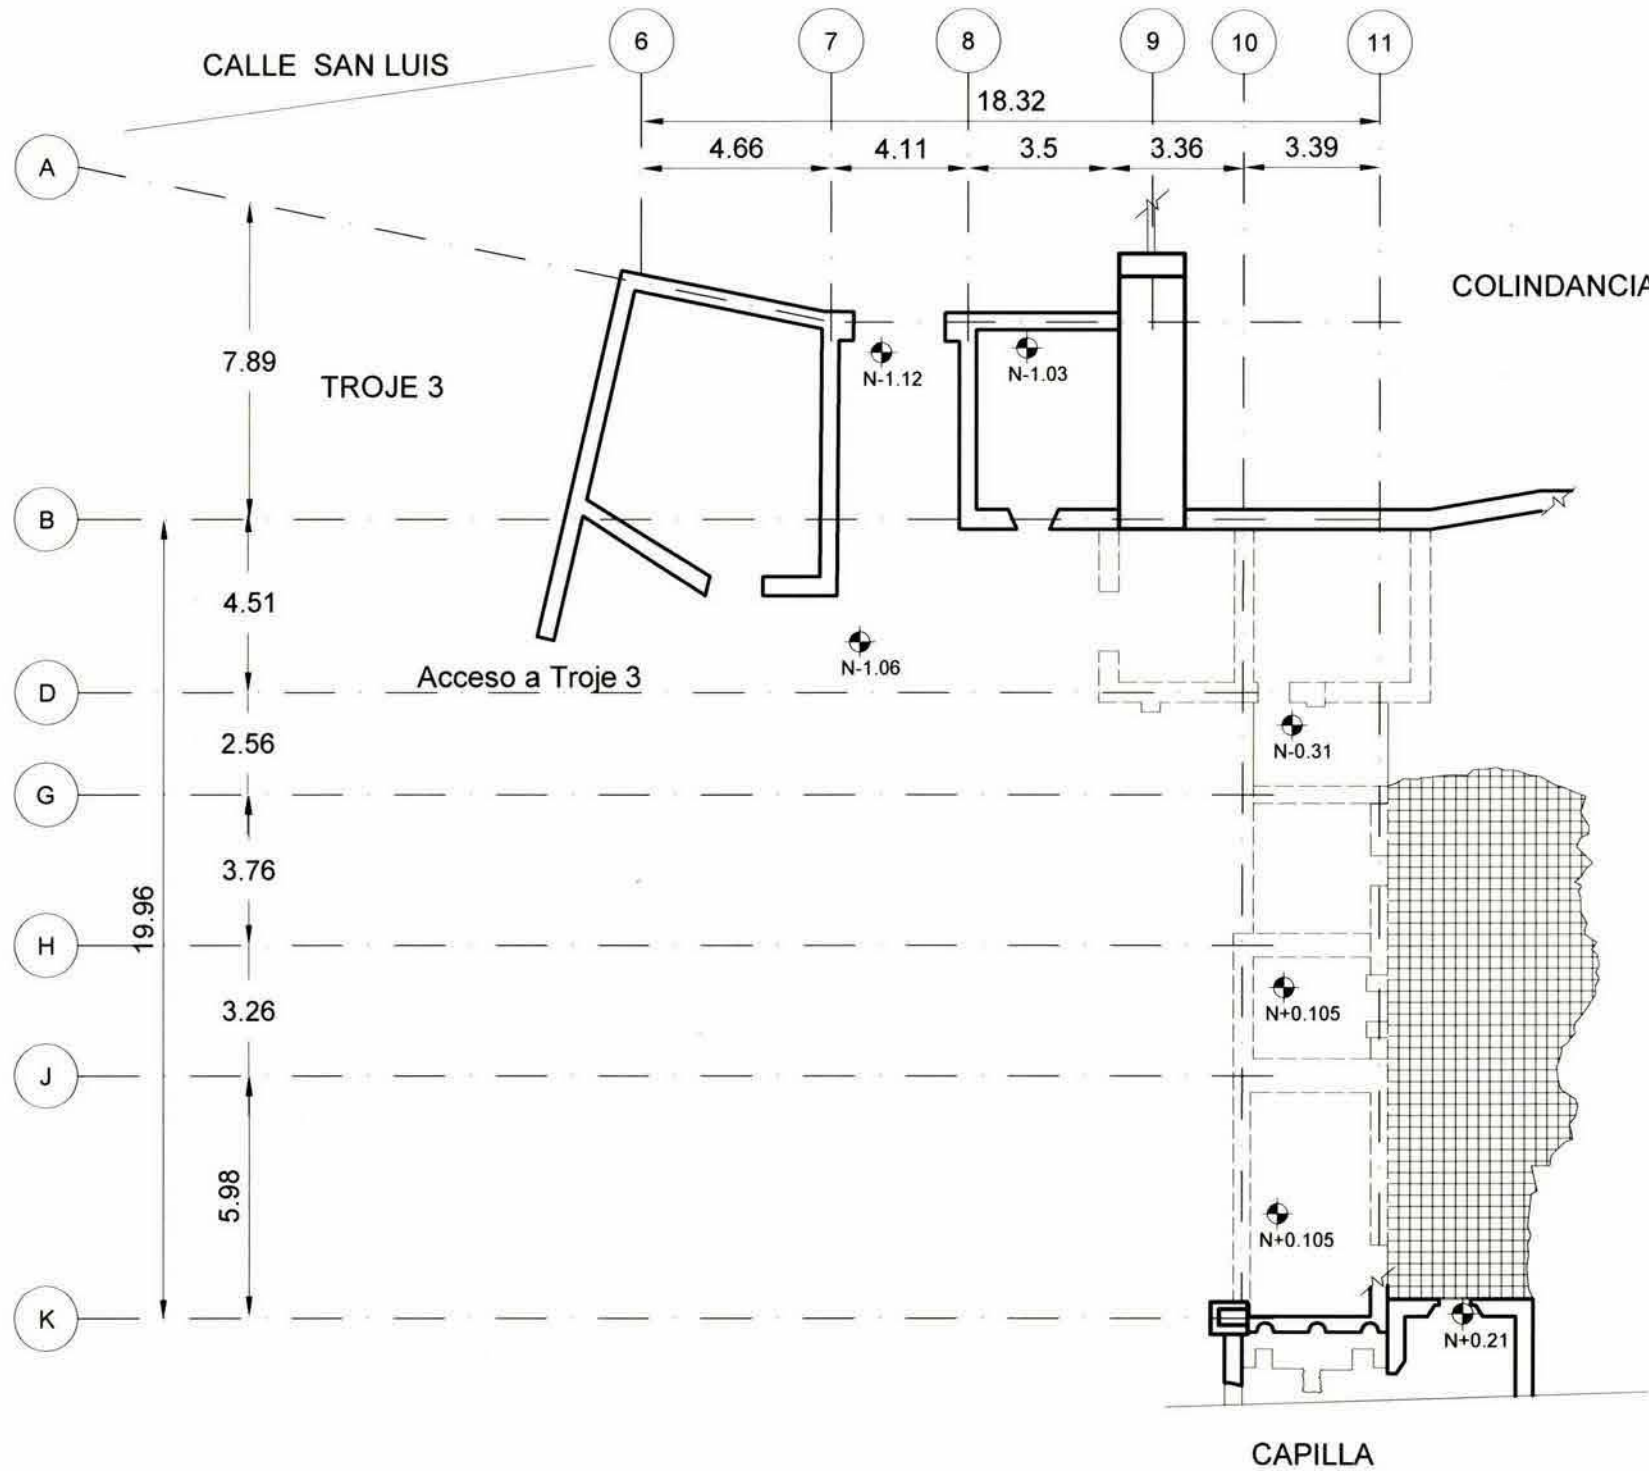 6 7 8 9 10 11
CALLE SAN LUIS
18.32
4.66 4.11 3.5 3.36 3.39
A
COLINDANCIA
7.89
TROJE 3
N-1.12
N-1.03
B
4.51
Acceso a Troje 3
N-1.06
D
2.56
N-0.31
G
3.76
19.96
H
3.26
N+0.105
J
5.98
N+0.105
K
N+0.21
CAPILLA